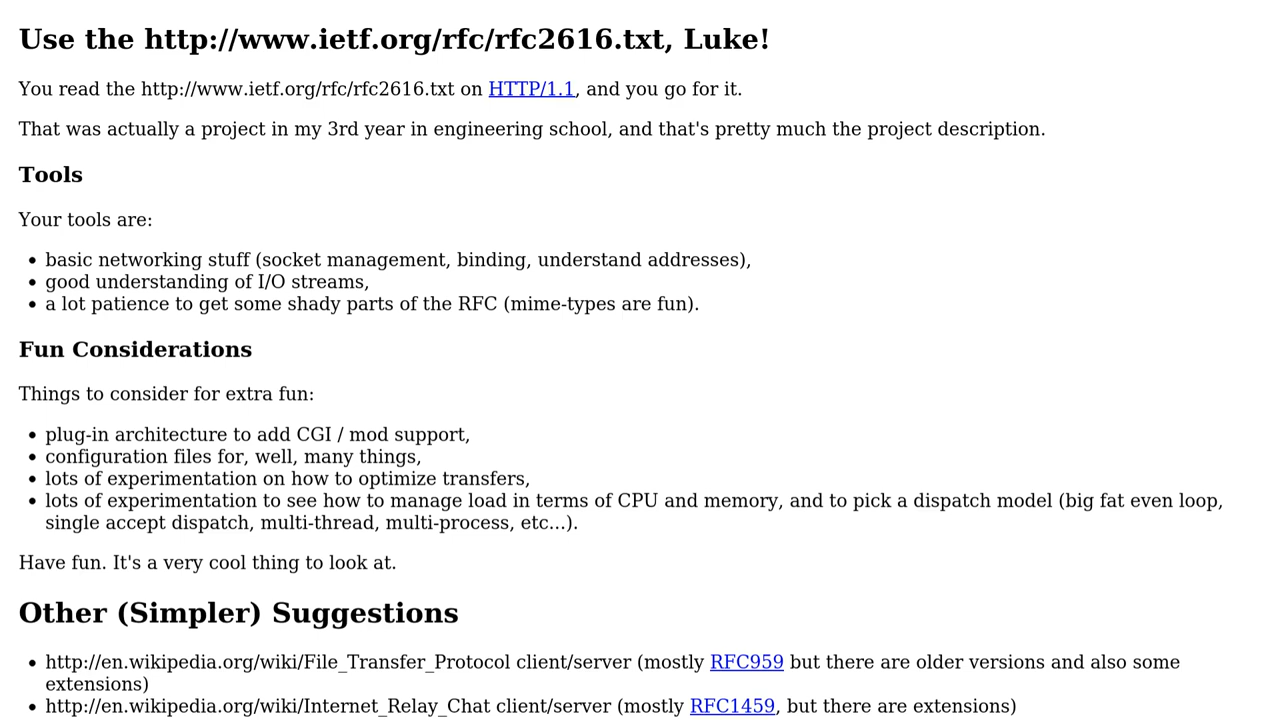 Use the http://www.ietf.org/rfc/rfc2616.txt, Luke!
You read the http://www.ietf.org/rfc/rfc2616.txt on HTTP/1.1, and you go for it.
That was actually a project in my 3rd year in engineering school, and that's pretty much the project description.
Tools
Your tools are:
• basic networking stuff (socket management, binding, understand addresses),
• good understanding of I/O streams,
• a lot patience to get some shady parts of the RFC (mime-types are fun).
Fun Considerations
Things to consider for extra fun:
• plug-in architecture to add CGI / mod support,
• configuration files for, well, many things,
• lots of experimentation on how to optimize transfers,
• lots of experimentation to see how to manage load in terms of CPU and memory, and to pick a dispatch model (big fat even loop,
single accept dispatch, multi-thread, multi-process, etc...).
Have fun. It's a very cool thing to look at.
Other (Simpler) Suggestions
• http://en.wikipedia.org/wiki/File_Transfer_Protocol client/server (mostly RFC959 but there are older versions and also some
extensions)
• http://en.wikipedia.org/wiki/Internet_Relay_Chat client/server (mostly RFC1459, but there are extensions)